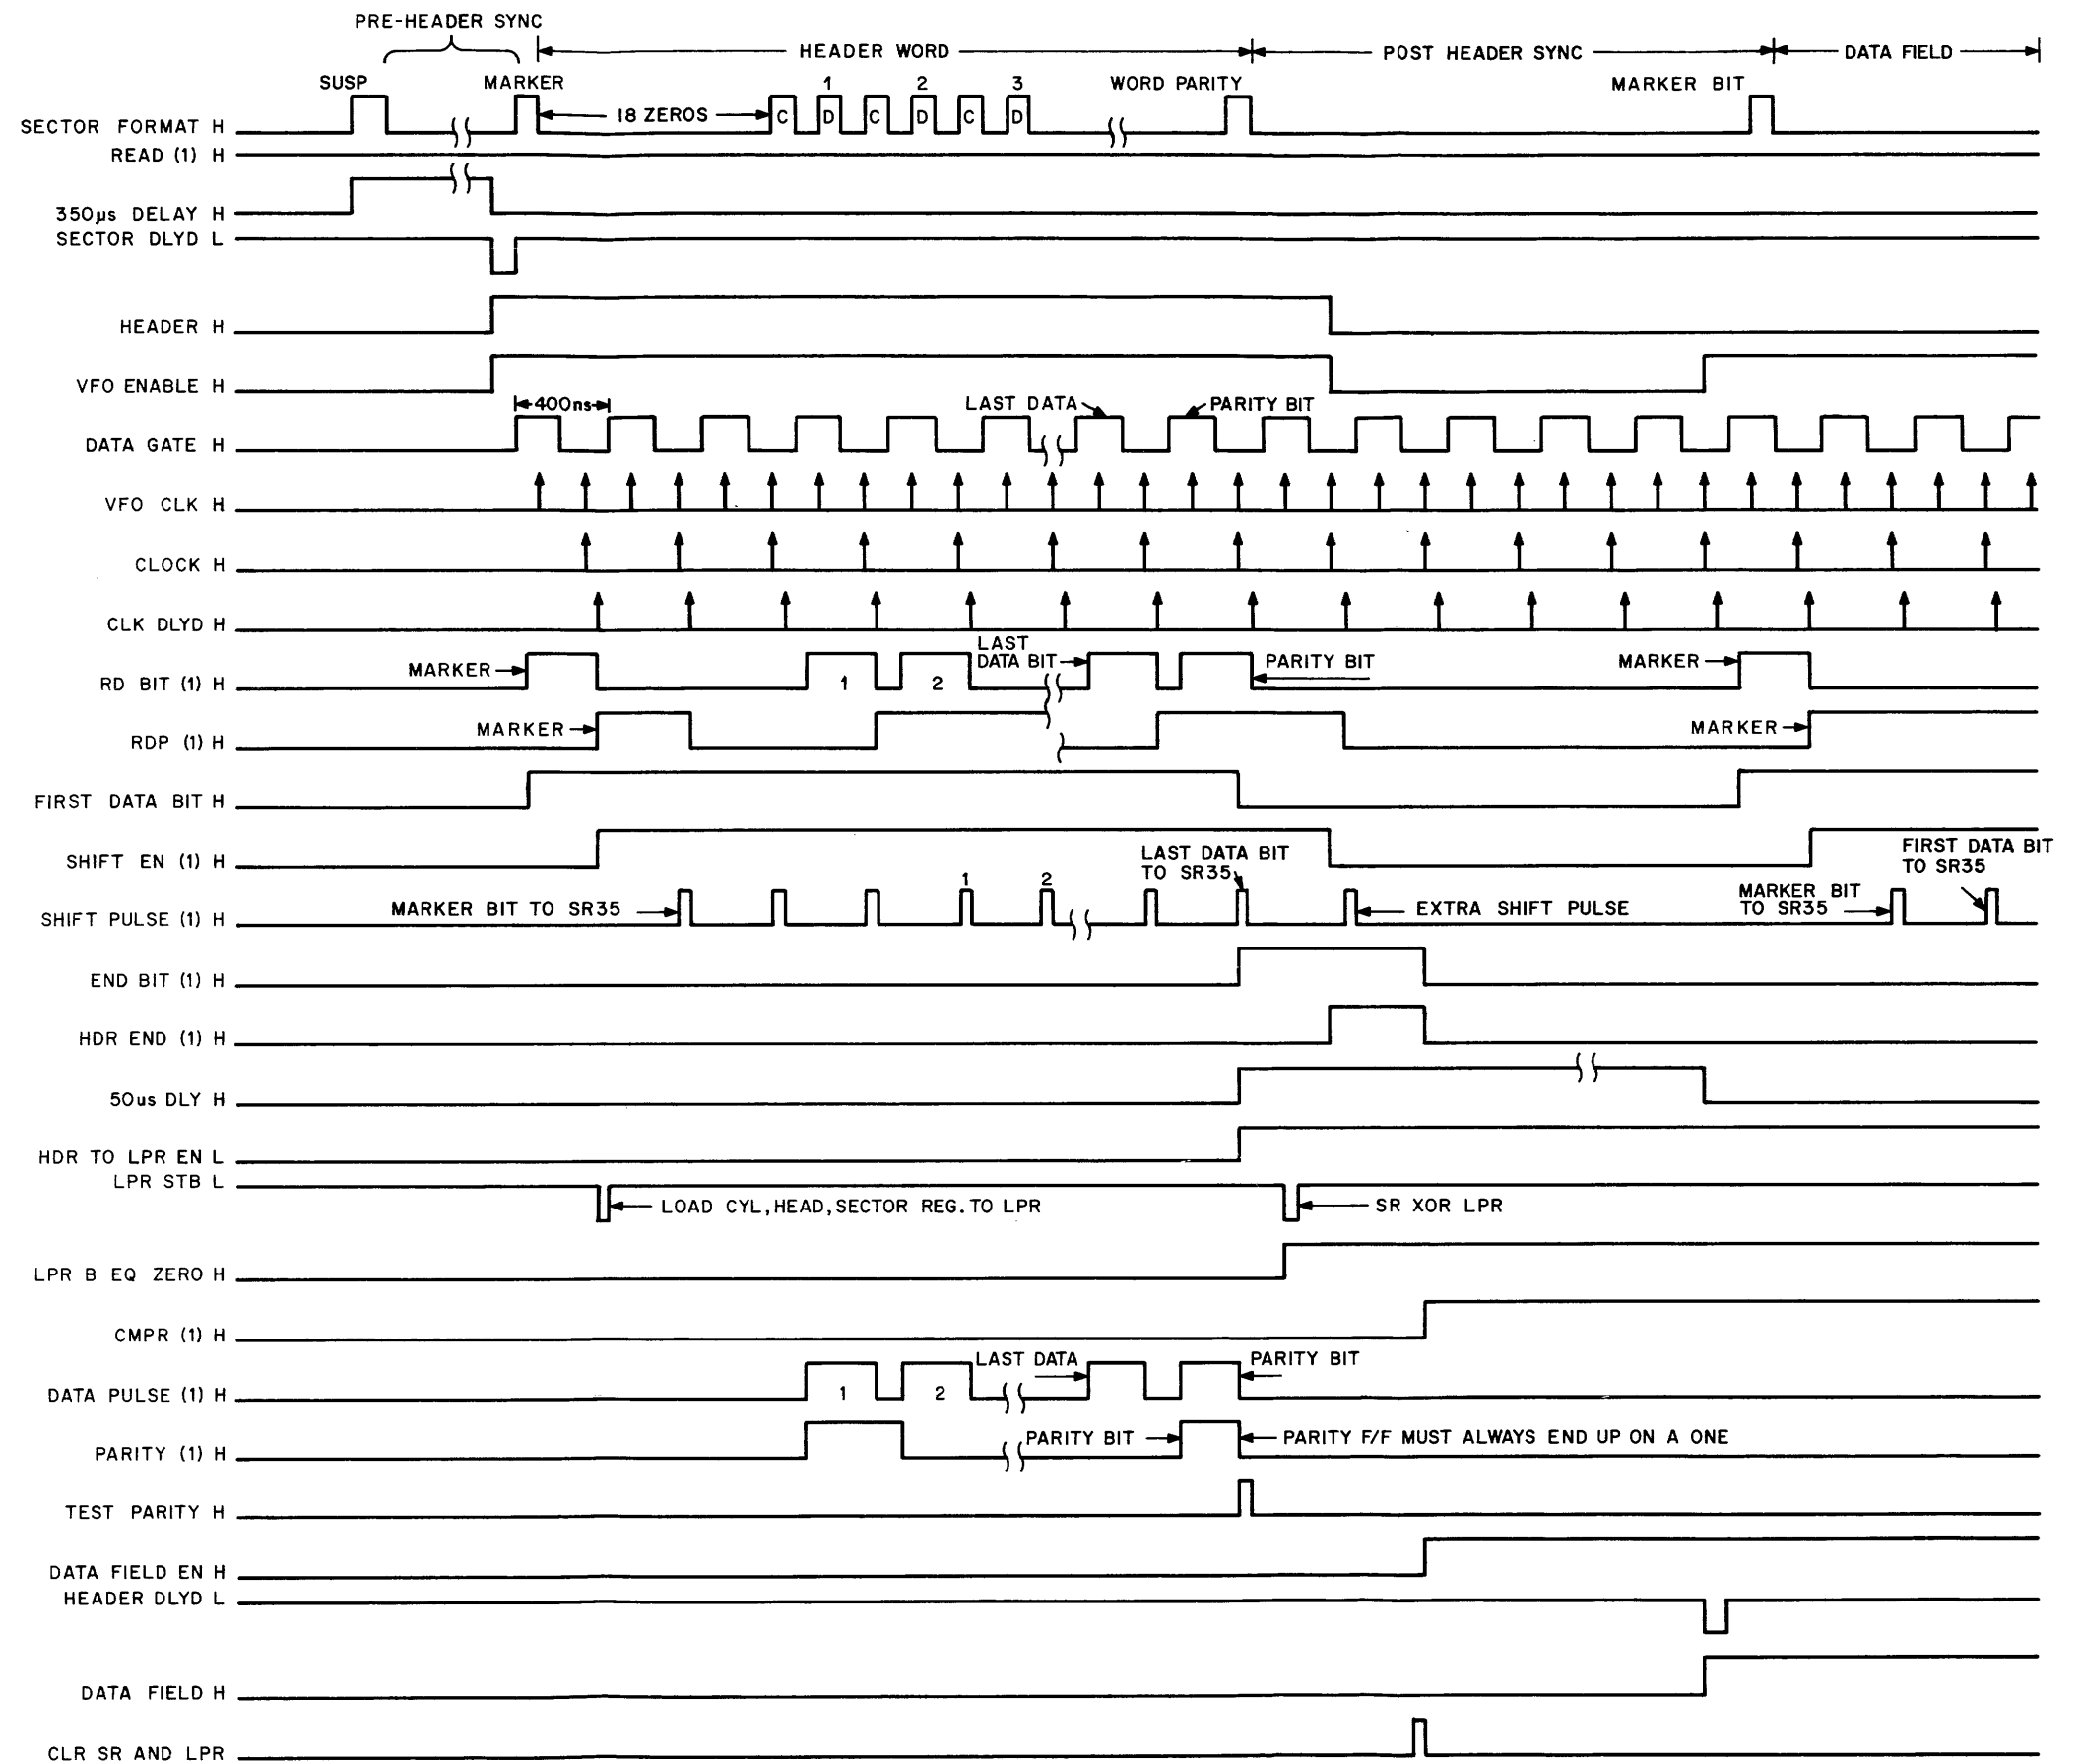 PRE-HEADER SYNC
HEADER WORD
POST HEADER SYNC
DATA FIELD
SUSP
MARKER
1
2
3
WORD PARITY
MARKER BIT
SECTOR FORMAT H
18 ZEROS
C
D
C
D
C
D
READ (1) H
350µs DELAY H
SECTOR DLYD L
HEADER H
VFO ENABLE H
400ns
LAST DATA
PARITY BIT
DATA GATE H
VFO CLK H
CLOCK H
CLK DLYD H
RD BIT (1) H
MARKER
1
2
LAST
DATA BIT
PARITY BIT
MARKER
RDP (1) H
MARKER
MARKER
FIRST DATA BIT H
SHIFT EN (1) H
LAST DATA BIT
TO SR35
FIRST DATA BIT
TO SR35
SHIFT PULSE (1) H
MARKER BIT TO SR35
1
2
EXTRA SHIFT PULSE
MARKER BIT
TO SR35
END BIT (1) H
HDR END (1) H
50us DLY H
HDR TO LPR EN L
LPR STB L
LOAD CYL, HEAD, SECTOR REG. TO LPR
SR XOR LPR
LPR B EQ ZERO H
CMPR (1) H
DATA PULSE (1) H
1
2
LAST DATA
PARITY BIT
PARITY (1) H
PARITY BIT
PARITY F/F MUST ALWAYS END UP ON A ONE
TEST PARITY H
DATA FIELD EN H
HEADER DLYD L
DATA FIELD H
CLR SR AND LPR